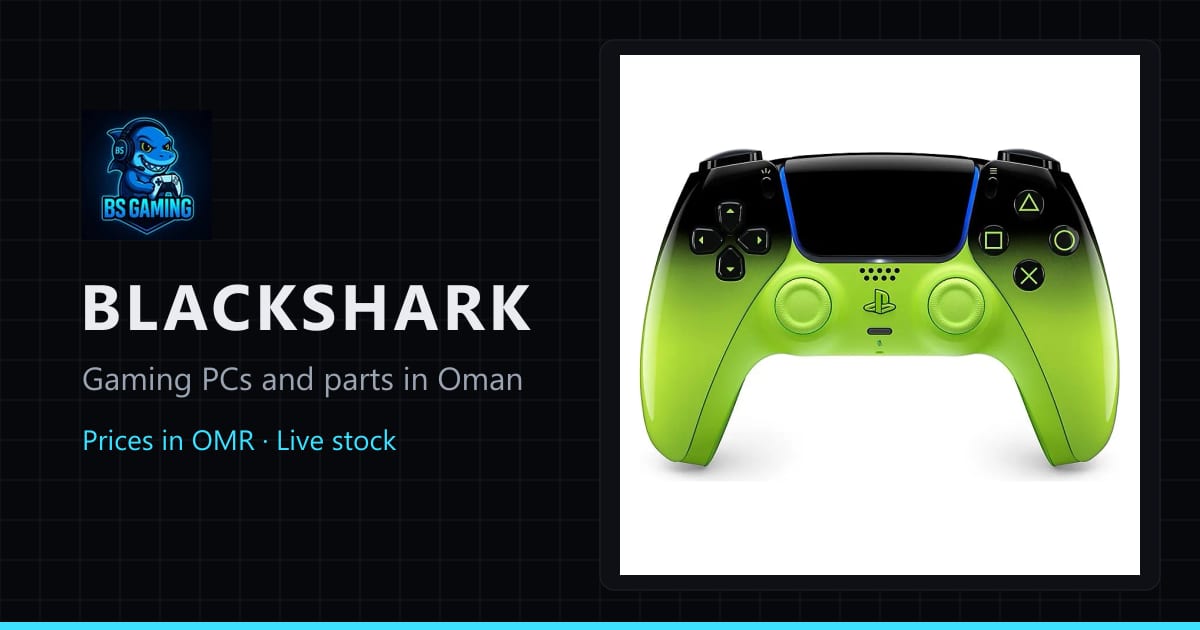 BS
BS GAMING
BLACKSHARK
Gaming PCs and parts in Oman
Prices in OMR · Live stock